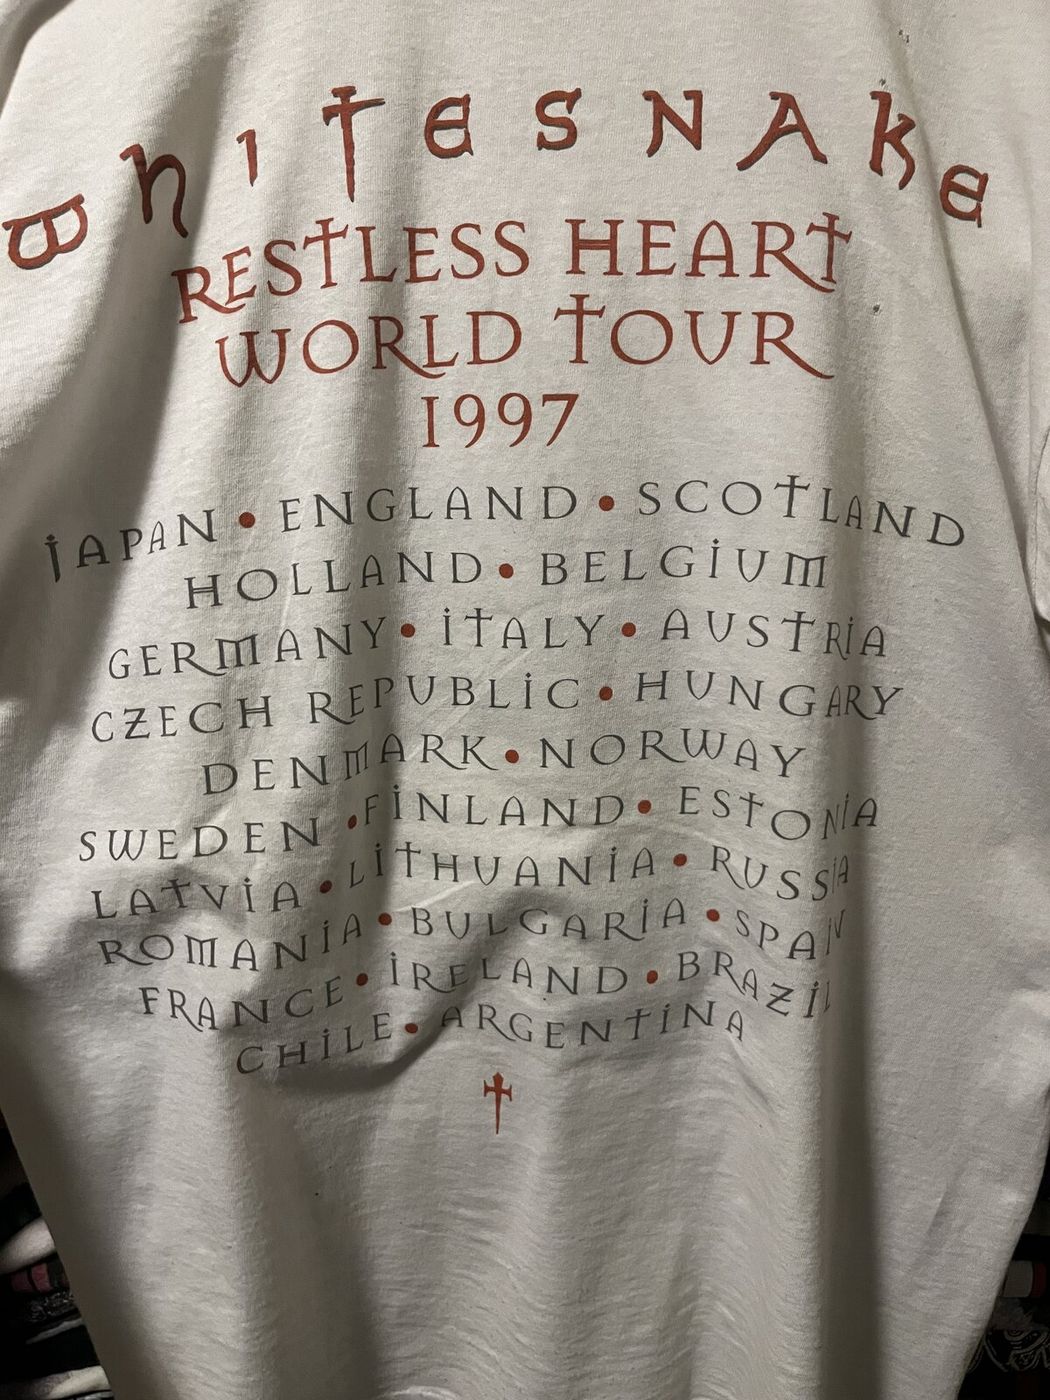 WhITESNAKE
RESTLESS HEART
WORLD TOUR
1997
JAPAN • ENGLAND • SCOTLAND
HOLLAND • BELGIUM
GERMANY • ITALY • AUSTRIA
CZECH REPUBLIC • HUNGARY
DENMARK • NORWAY
SWEDEN • FINLAND • ESTONIA
LATVIA • LITHUANIA • RUSSIA
ROMANIA • BULGARIA • SPAIN
FRANCE • IRELAND • BRAZIL
CHILE • ARGENTINA